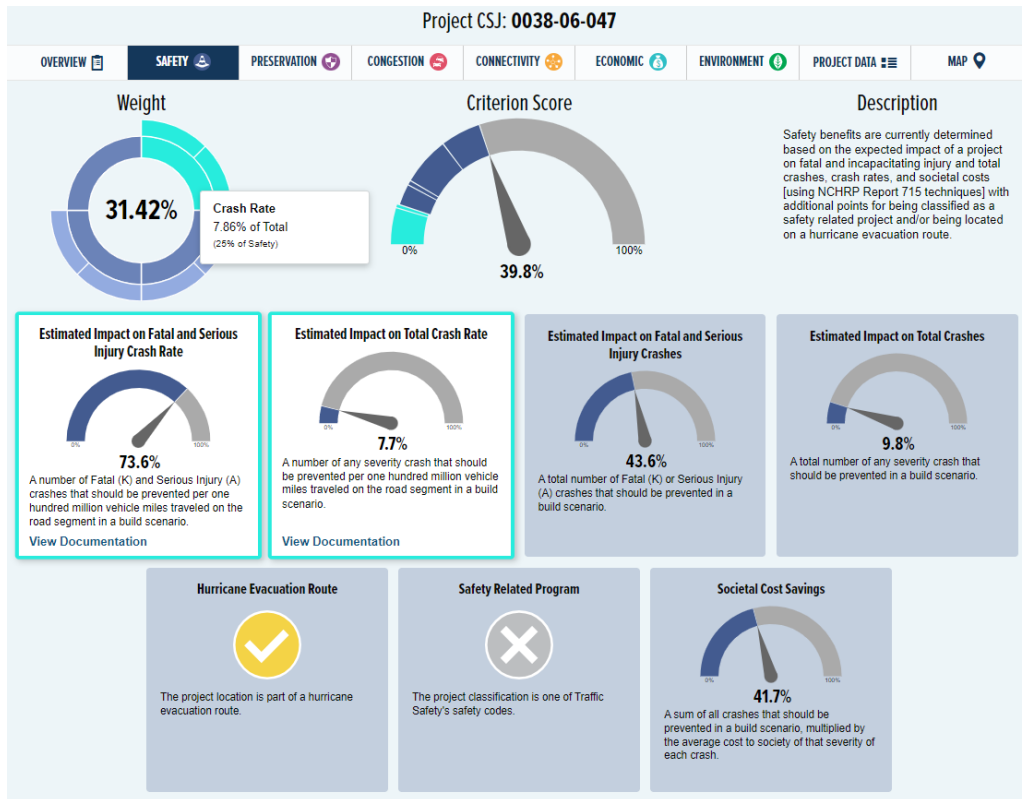 Project CSJ: 0038-06-047
OVERVIEW
SAFETY
PRESERVATION
CONGESTION
CONNECTIVITY
ECONOMIC
ENVIRONMENT
PROJECT DATA
MAP
Weight
31.42%
Crash Rate
7.86% of Total
(25% of Safety)
Criterion Score
0%
100%
39.8%
Description
Safety benefits are currently determined
based on the expected impact of a project
on fatal and incapacitating injury and total
crashes, crash rates, and societal costs
[using NCHRP Report 715 techniques] with
additional points for being classified as a
safety related project and/or being located
on a hurricane evacuation route.
Estimated Impact on Fatal and Serious
Injury Crash Rate
0%
100%
73.6%
A number of Fatal (K) and Serious Injury (A)
crashes that should be prevented per one
hundred million vehicle miles traveled on the
road segment in a build scenario.
View Documentation
Estimated Impact on Total Crash Rate
0%
100%
7.7%
A number of any severity crash that should
be prevented per one hundred million vehicle
miles traveled on the road segment in a build
scenario.
View Documentation
Estimated Impact on Fatal and Serious
Injury Crashes
0%
100%
43.6%
A total number of Fatal (K) or Serious Injury
(A) crashes that should be prevented in a
build scenario.
Estimated Impact on Total Crashes
0%
100%
9.8%
A total number of any severity crash that
should be prevented in a build scenario.
Hurricane Evacuation Route
The project location is part of a hurricane
evacuation route.
Safety Related Program
The project classification is one of Traffic
Safety's safety codes.
Societal Cost Savings
0%
100%
41.7%
A sum of all crashes that should be
prevented in a build scenario, multiplied by
the average cost to society of that severity of
each crash.